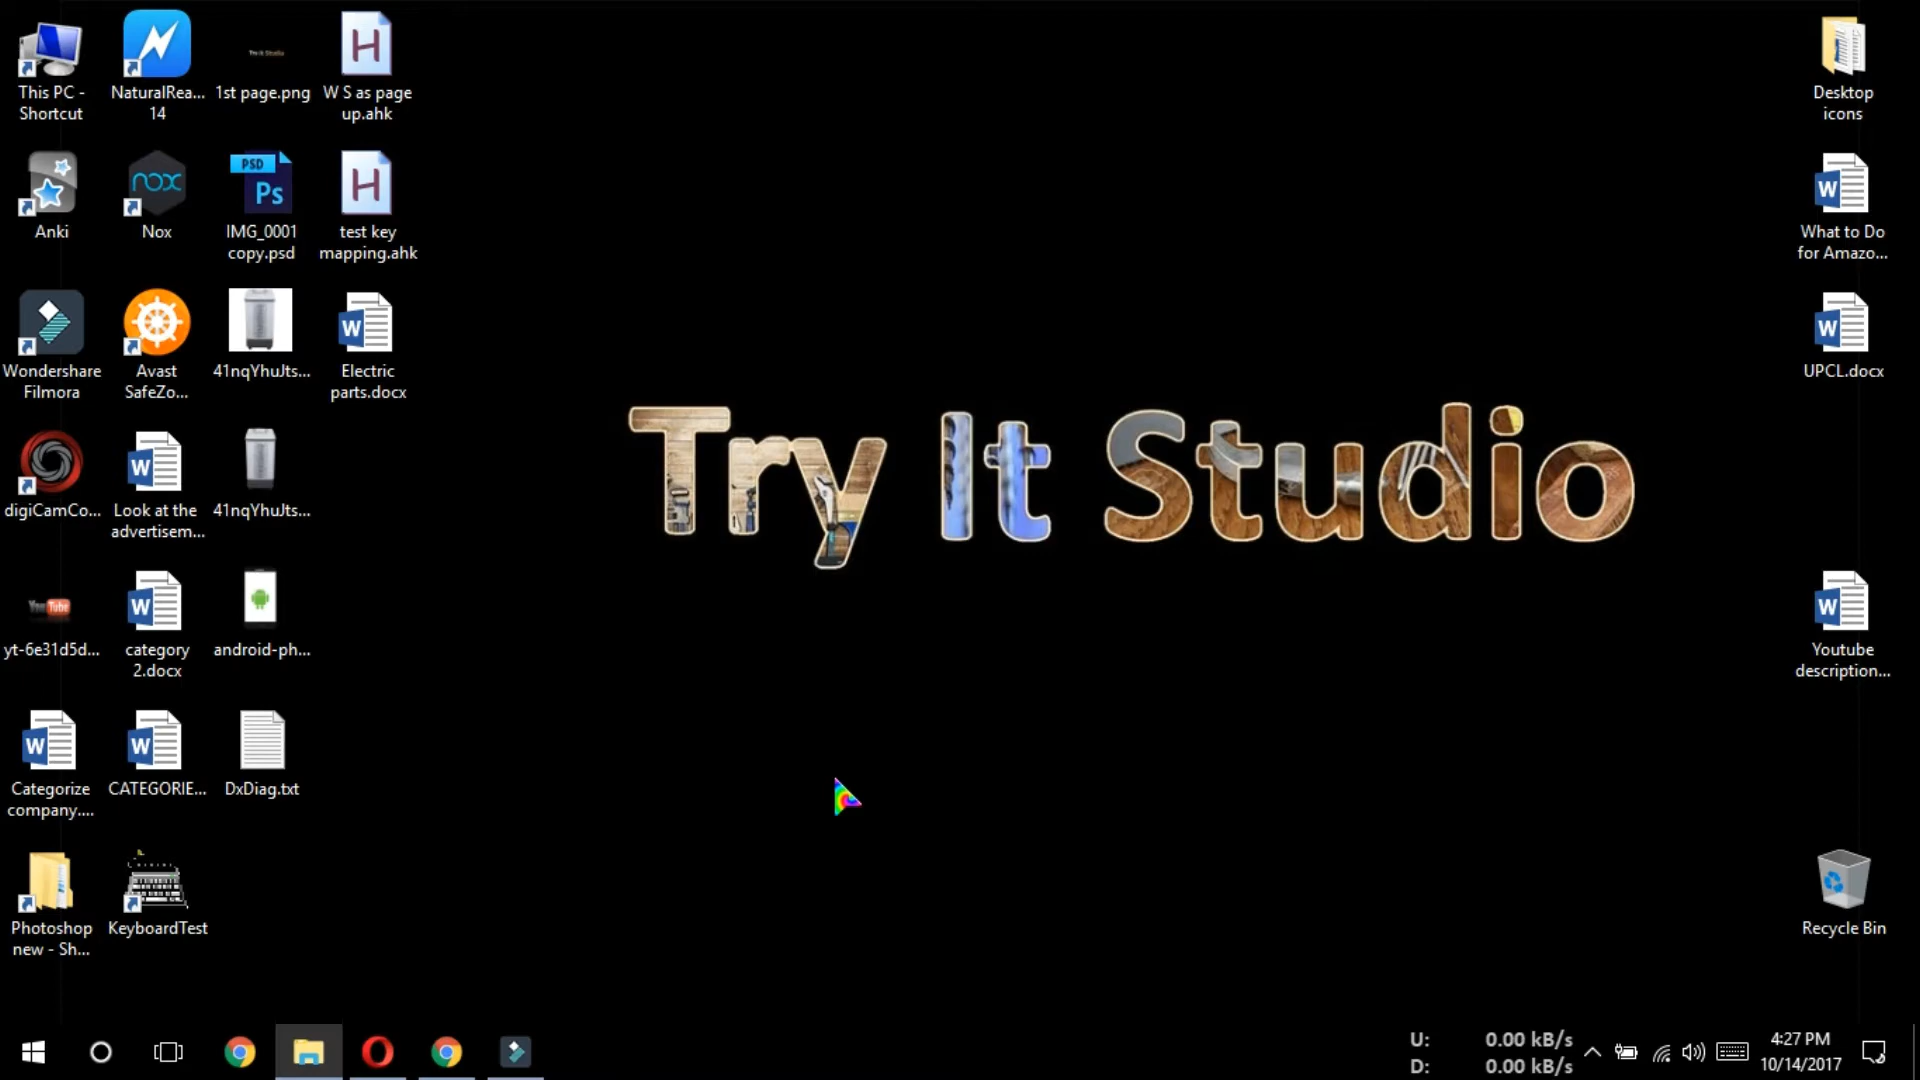 This PC -
Shortcut
NaturalRea...
14
1st page.png
W S as page
up.ahk
Desktop
icons
Anki
nox
Nox
PSD
Ps
IMG_0001
copy.psd
test key
mapping.ahk
What to Do
for Amazo...
Wondershare
Filmora
Avast
SafeZo...
41nqYhuJts...
Electric
parts.docx
UPCL.docx
Try It Studio
digiCamCo...
Look at the
advertisem...
41nqYhuJts...
YouTube
yt-6e31d5d...
category
2.docx
android-ph...
Youtube
description...
Categorize
company....
CATEGORIE...
DxDiag.txt
Photoshop
new - Sh...
KeyboardTest
Recycle Bin
U: 0.00 kB/s
D: 0.00 kB/s
4:27 PM
10/14/2017